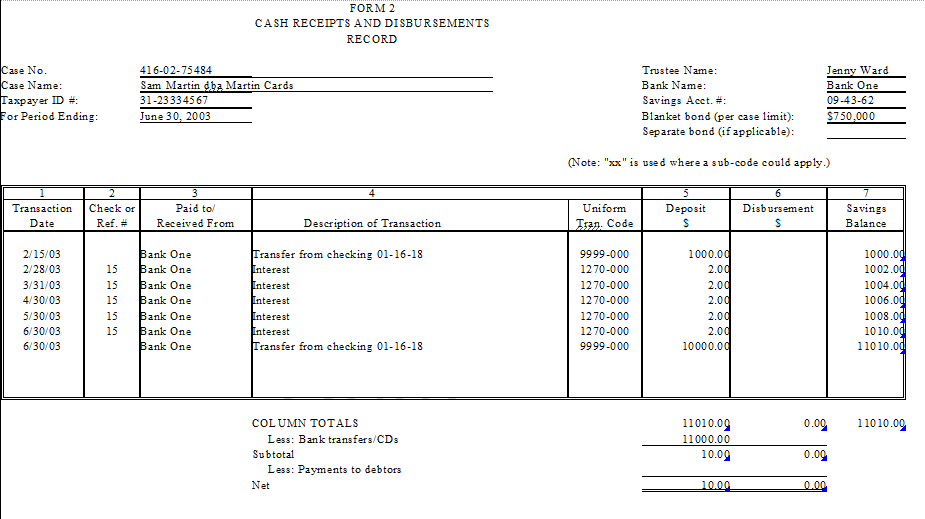 FORM 2
CASH RECEIPTS AND DISBURSEMENTS
RECORD
Case No. 416-02-75484 Trustee Name: Jenny Ward
Case Name: Sam Martin dba Martin Cards Bank Name: Bank One
Taxpayer ID #: 31-23334567 Savings Acct. #: 09-43-62
For Period Ending: June 30, 2003 Blanket bond (per case limit): $750,000
Separate bond (if applicable):
(Note: "xx" is used where a sub-code could apply.)
1 2 3 4 5 6 7
Transaction Check or Paid to/ Uniform Deposit Disbursement Savings
Date Ref. # Received From Description of Transaction Tran. Code $ $ Balance
2/15/03 Bank One Transfer from checking 01-16-18 9999-000 1000.00 1000.00
2/28/03 15 Bank One Interest 1270-000 2.00 1002.00
3/31/03 15 Bank One Interest 1270-000 2.00 1004.00
4/30/03 15 Bank One Interest 1270-000 2.00 1006.00
5/30/03 15 Bank One Interest 1270-000 2.00 1008.00
6/30/03 15 Bank One Interest 1270-000 2.00 1010.00
6/30/03 Bank One Transfer from checking 01-16-18 9999-000 10000.00 11010.00
COLUMN TOTALS 11010.00 0.00 11010.00
Less: Bank transfers/CDs 11000.00
Subtotal 10.00 0.00
Less: Payments to debtors
Net 10.00 0.00